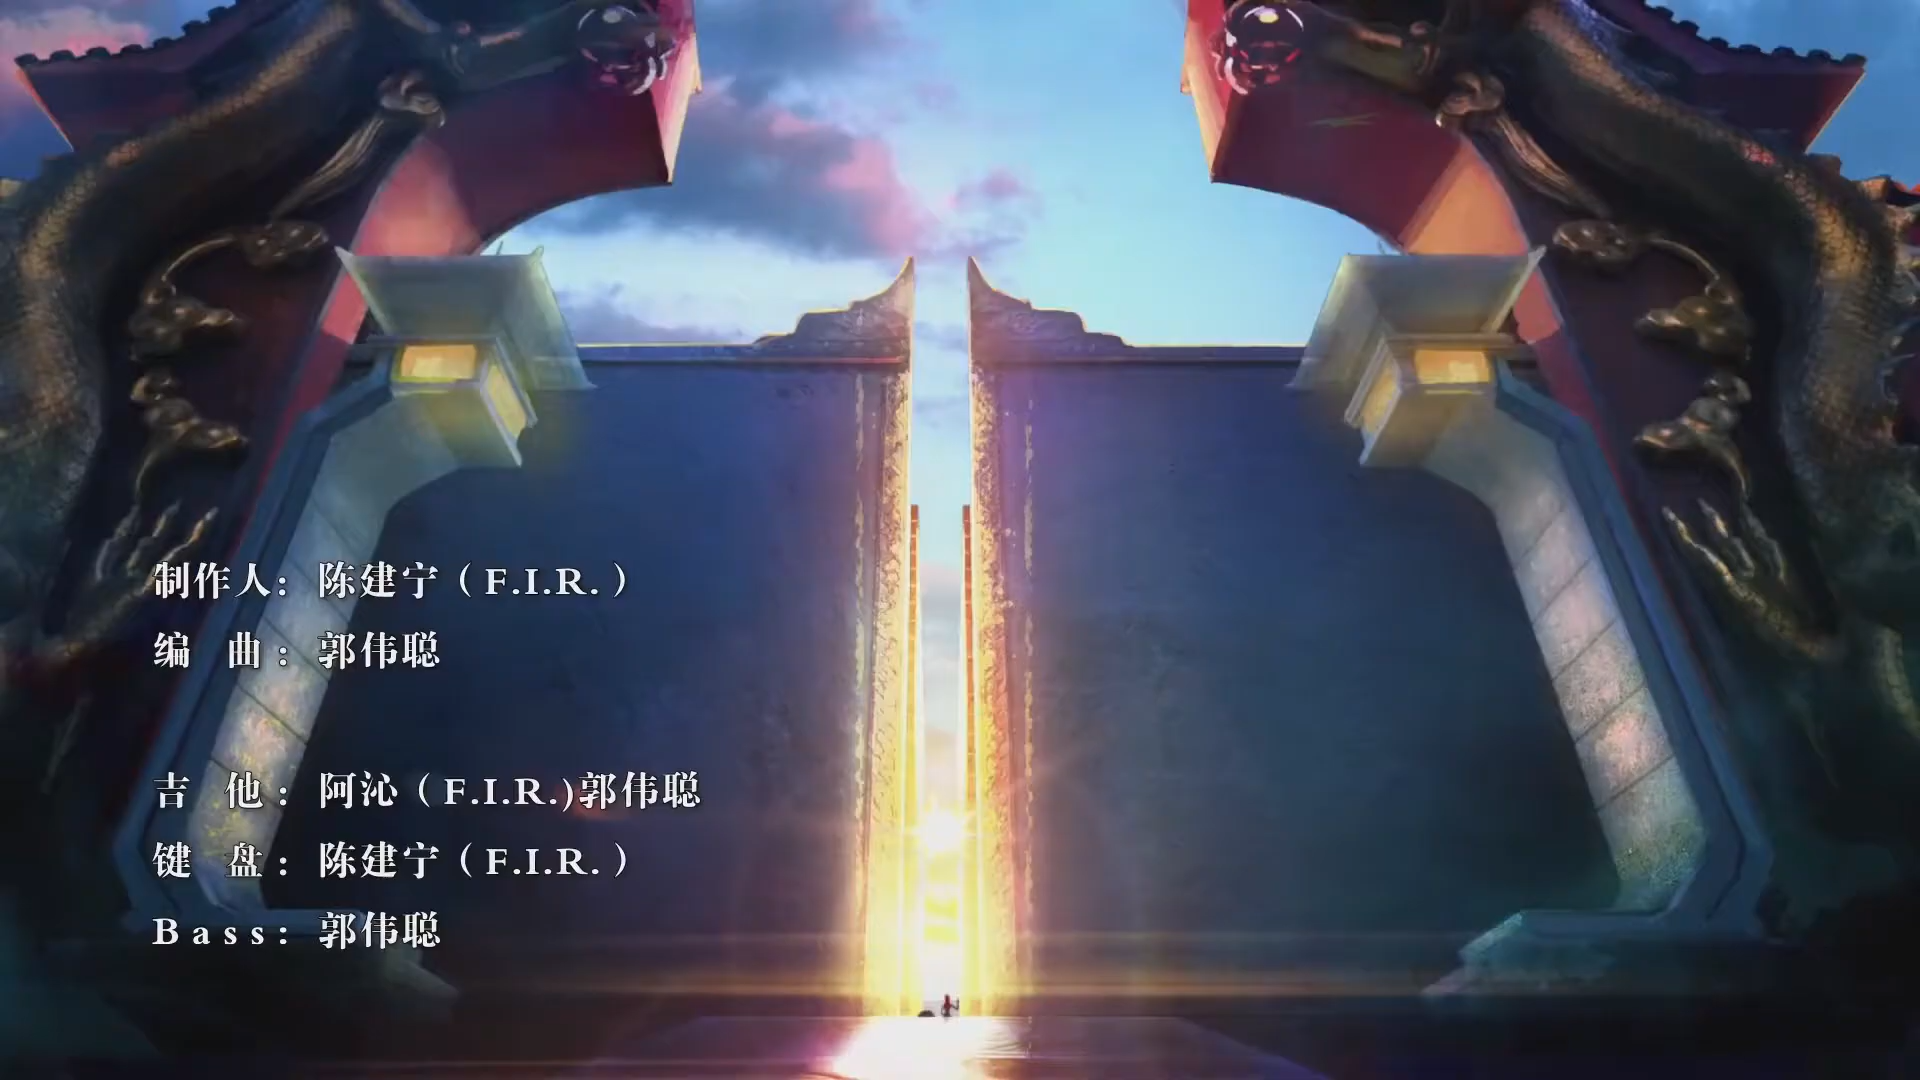 制作人：陈建宁（F.I.R.）
编 曲：郭伟聪
吉 他：阿沁（F.I.R.)郭伟聪
键 盘：陈建宁（F.I.R.）
Bass：郭伟聪